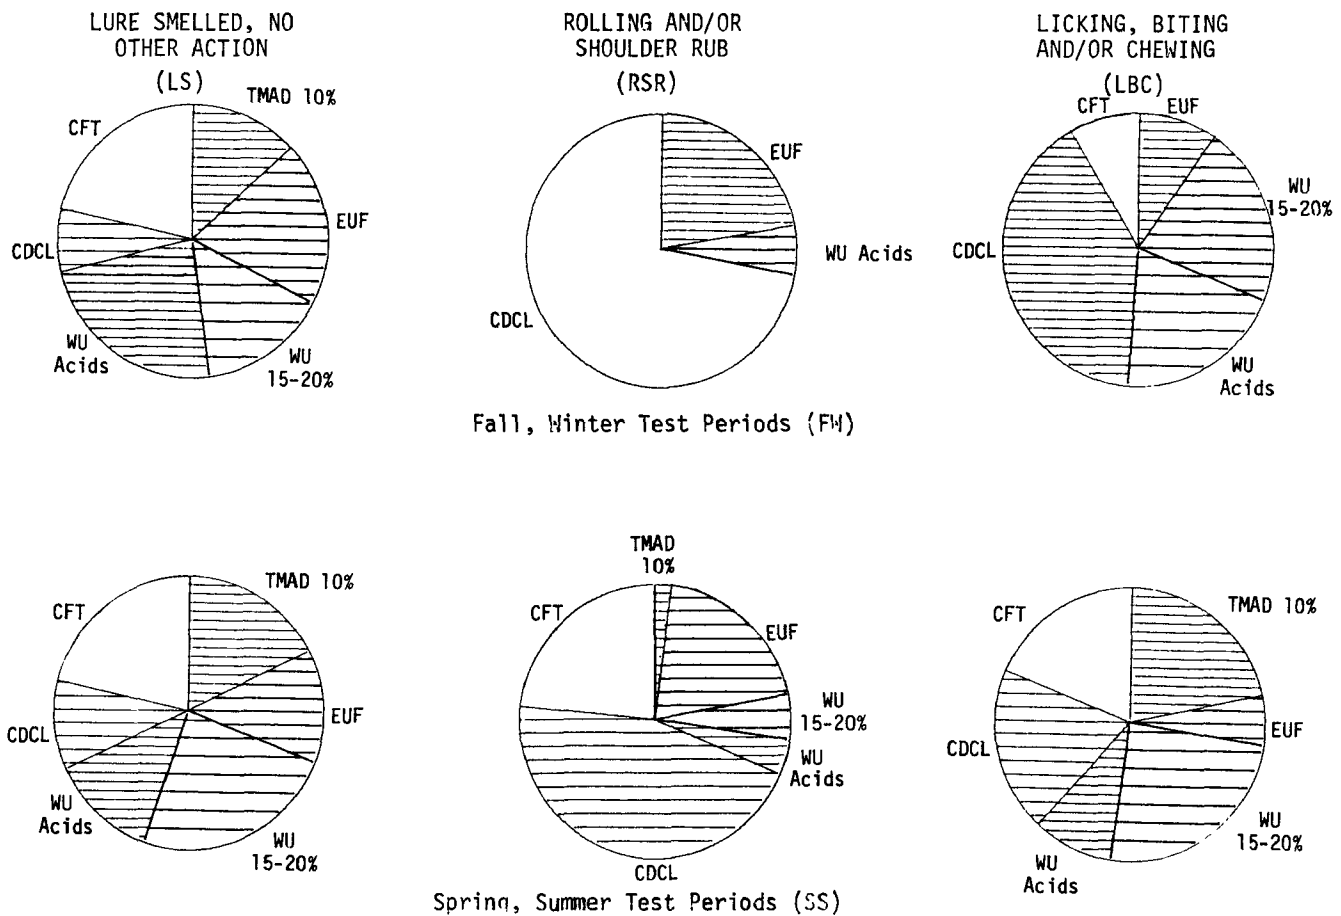 LURE SMELLED, NO
OTHER ACTION
(LS)
TMAD 10%
CFT
EUF
CDCL
WU
Acids
WU
15-20%
ROLLING AND/OR
SHOULDER RUB
(RSR)
EUF
WU Acids
CDCL
LICKING, BITING
AND/OR CHEWING
(LBC)
CFT
EUF
WU
15-20%
CDCL
WU
Acids
Fall, Winter Test Periods (FW)
TMAD 10%
CFT
EUF
CDCL
WU
Acids
WU
15-20%
TMAD
10%
CFT
EUF
WU
15-20%
WU
Acids
CDCL
TMAD 10%
CFT
EUF
CDCL
WU
15-20%
WU
Acids
Spring, Summer Test Periods (SS)